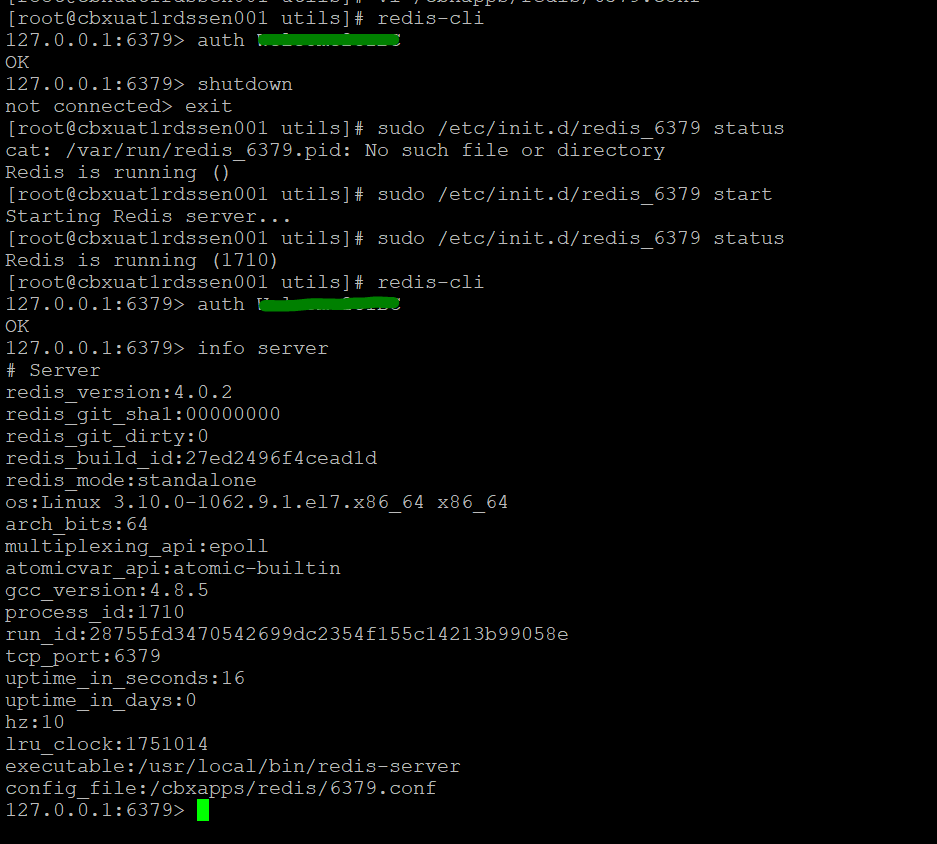 [root@cbxuat1rdssen001 utils]# redis-cli
127.0.0.1:6379> auth
OK
127.0.0.1:6379> shutdown
not connected> exit
[root@cbxuat1rdssen001 utils]# sudo /etc/init.d/redis_6379 status
cat: /var/run/redis_6379.pid: No such file or directory
Redis is running ()
[root@cbxuat1rdssen001 utils]# sudo /etc/init.d/redis_6379 start
Starting Redis server...
[root@cbxuat1rdssen001 utils]# sudo /etc/init.d/redis_6379 status
Redis is running (1710)
[root@cbxuat1rdssen001 utils]# redis-cli
127.0.0.1:6379> auth
OK
127.0.0.1:6379> info server
# Server
redis_version:4.0.2
redis_git_sha1:00000000
redis_git_dirty:0
redis_build_id:27ed2496f4cead1d
redis_mode:standalone
os:Linux 3.10.0-1062.9.1.el7.x86_64 x86_64
arch_bits:64
multiplexing_api:epoll
atomicvar_api:atomic-builtin
gcc_version:4.8.5
process_id:1710
run_id:28755fd3470542699dc2354f155c14213b99058e
tcp_port:6379
uptime_in_seconds:16
uptime_in_days:0
hz:10
lru_clock:1751014
executable:/usr/local/bin/redis-server
config_file:/cbxapps/redis/6379.conf
127.0.0.1:6379>